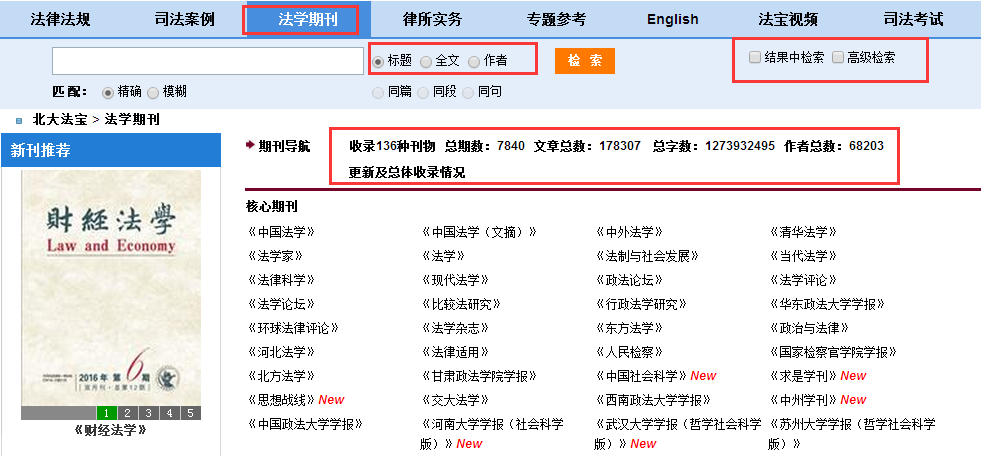 法律法规 司法案例 法学期刊 律所实务 专题参考 English 法宝视频 司法考试
标题 全文 作者 检 索 结果中检索 高级检索
匹配： 精确 模糊 同篇 同段 同句
北大法宝 > 法学期刊
新刊推荐
财經法學
Law and Economy
2016年 第6期
1 2 3 4 5
《财经法学》
期刊导航 收录136种刊物 总期数：7840 文章总数：178307 总字数：1273932495 作者总数：68203
更新及总体收录情况
核心期刊
《中国法学》 《中国法学（文摘）》 《中外法学》 《清华法学》
《法学家》 《法学》 《法制与社会发展》 《当代法学》
《法律科学》 《现代法学》 《政法论坛》 《法学评论》
《法学论坛》 《比较法研究》 《行政法学研究》 《华东政法大学学报》
《环球法律评论》 《法学杂志》 《东方法学》 《政治与法律》
《河北法学》 《法律适用》 《人民检察》 《国家检察官学院学报》
《北方法学》 《甘肃政法学院学报》 《中国社会科学》New 《求是学刊》New
《思想战线》New 《交大法学》 《西南政法大学学报》 《中州学刊》New
《中国政法大学学报》 《河南大学学报（社会科学 《武汉大学学报（哲学社会科学 《苏州大学学报（哲学社会科学
版）》New 版）》New 版）》